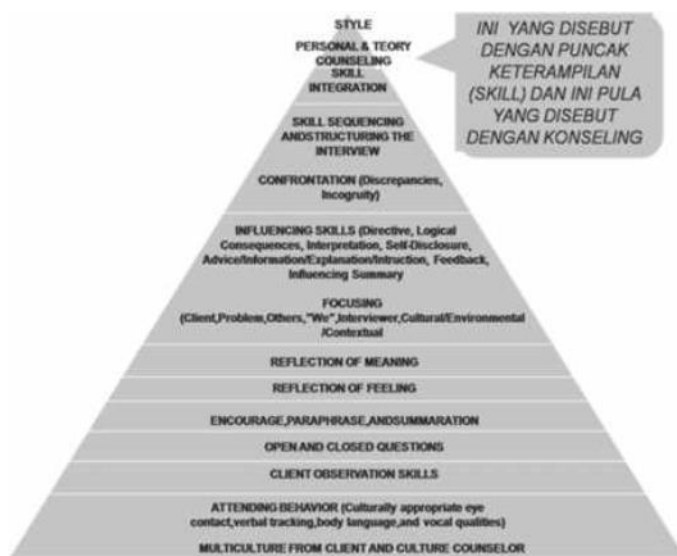 STYLE
PERSONAL & TEORY
COUNSELING
SKILL
INTEGRATION
INI YANG DISEBUT
DENGAN PUNCAK
KETERAMPILAN
(SKILL) DAN INI PULA
YANG DISEBUT
DENGAN KONSELING
SKILL SEQUENCING
ANDSTRUCTURING THE
INTERVIEW
CONFRONTATION (Discrepancies,
Incogruity)
INFLUENCING SKILLS (Directive, Logical
Consequences, Interpretation, Self-Disclosure,
Advice/Information/Explanation/Intruction, Feedback,
Influencing Summary
FOCUSING
(Client,Problem,Others,"We",Interviewer,Cultural/Environmental
/Contextual
REFLECTION OF MEANING
REFLECTION OF FEELING
ENCOURAGE,PARAPHRASE,ANDSUMMARATION
OPEN AND CLOSED QUESTIONS
CLIENT OBSERVATION SKILLS
ATTENDING BEHAVIOR (Culturally appropriate eye
contact,verbal tracking,body language,and vocal qualities)
MULTICULTURE FROM CLIENT AND CULTURE COUNSELOR